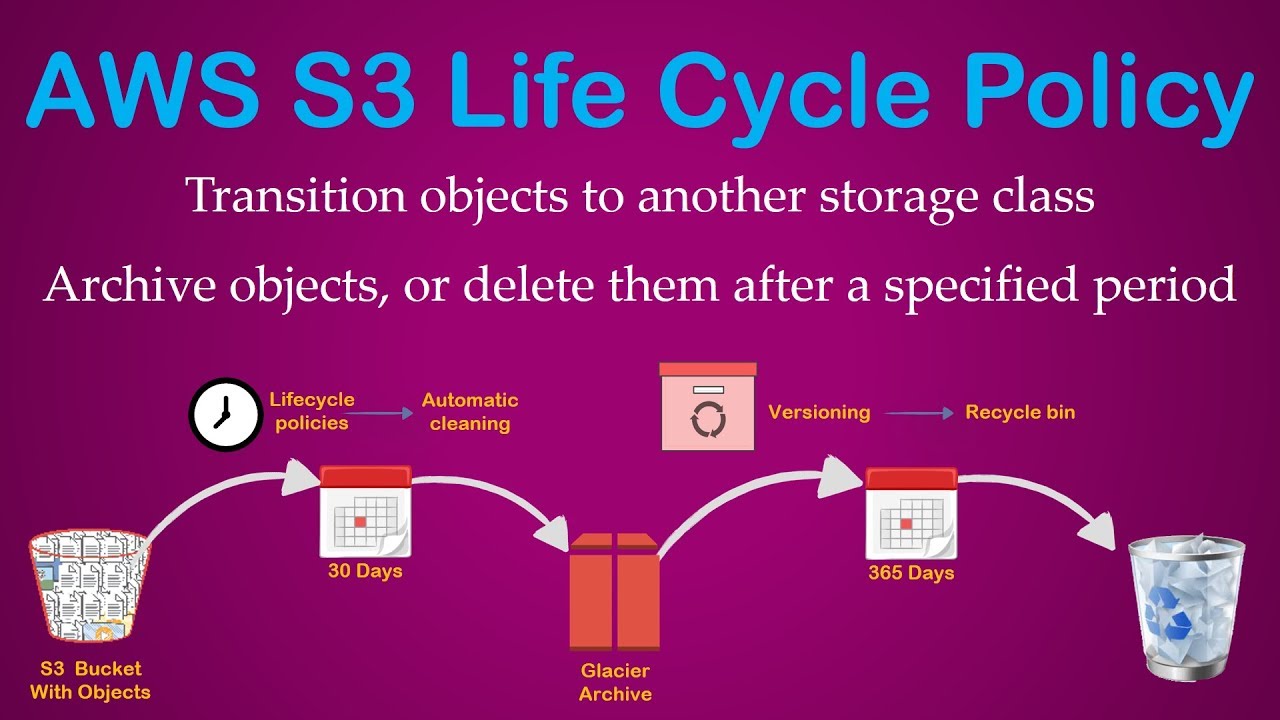 AWS S3 Life Cycle Policy
Transition objects to another storage class
Archive objects, or delete them after a specified period
Lifecycle
policies
Automatic
cleaning
Versioning
Recycle bin
30 Days
365 Days
S3 Bucket
With Objects
Glacier
Archive